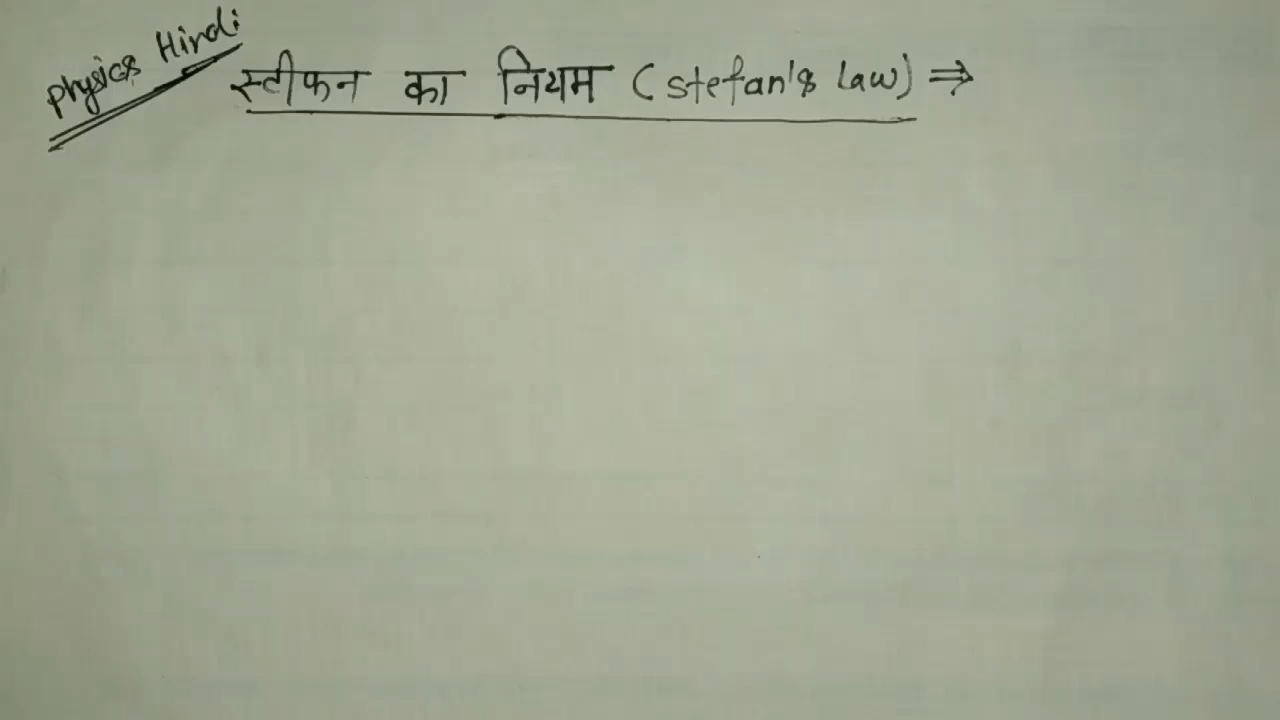 Physics Hindi
स्टीफन का नियम (Stefan's Law) ⇒